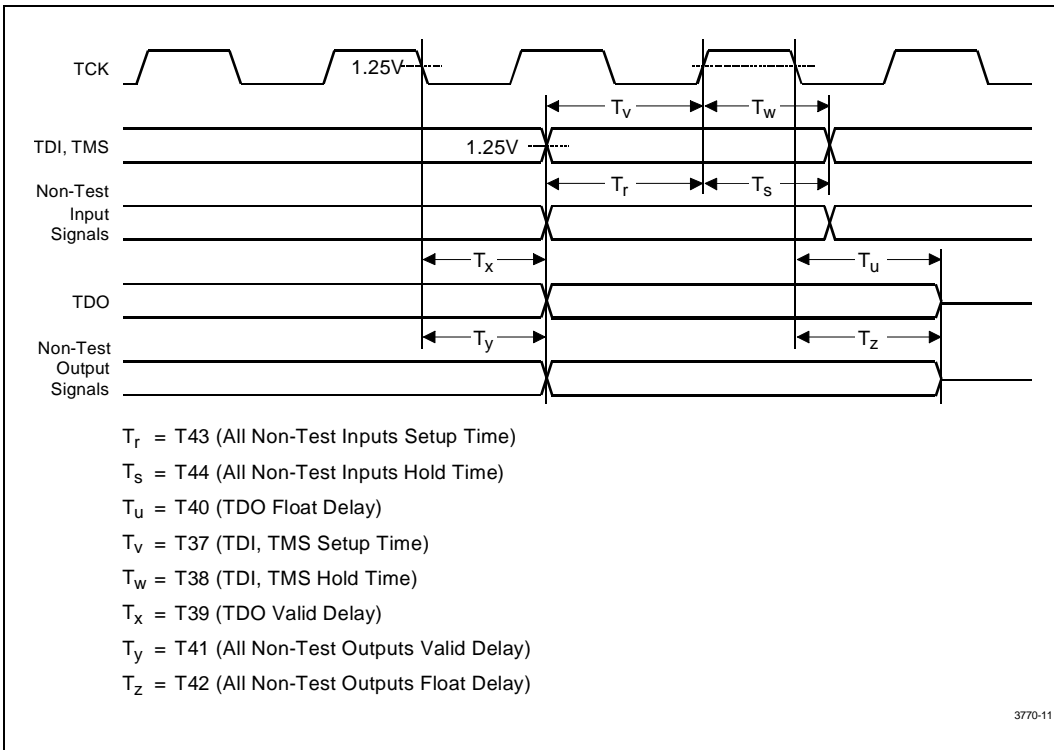 TCK
1.25V
Tv
Tw
TDI, TMS
1.25V
Tr
Ts
Non-Test
Input
Signals
Tx
Tu
TDO
Ty
Tz
Non-Test
Output
Signals
Tr = T43 (All Non-Test Inputs Setup Time)
Ts = T44 (All Non-Test Inputs Hold Time)
Tu = T40 (TDO Float Delay)
Tv = T37 (TDI, TMS Setup Time)
Tw = T38 (TDI, TMS Hold Time)
Tx = T39 (TDO Valid Delay)
Ty = T41 (All Non-Test Outputs Valid Delay)
Tz = T42 (All Non-Test Outputs Float Delay)
3770-11